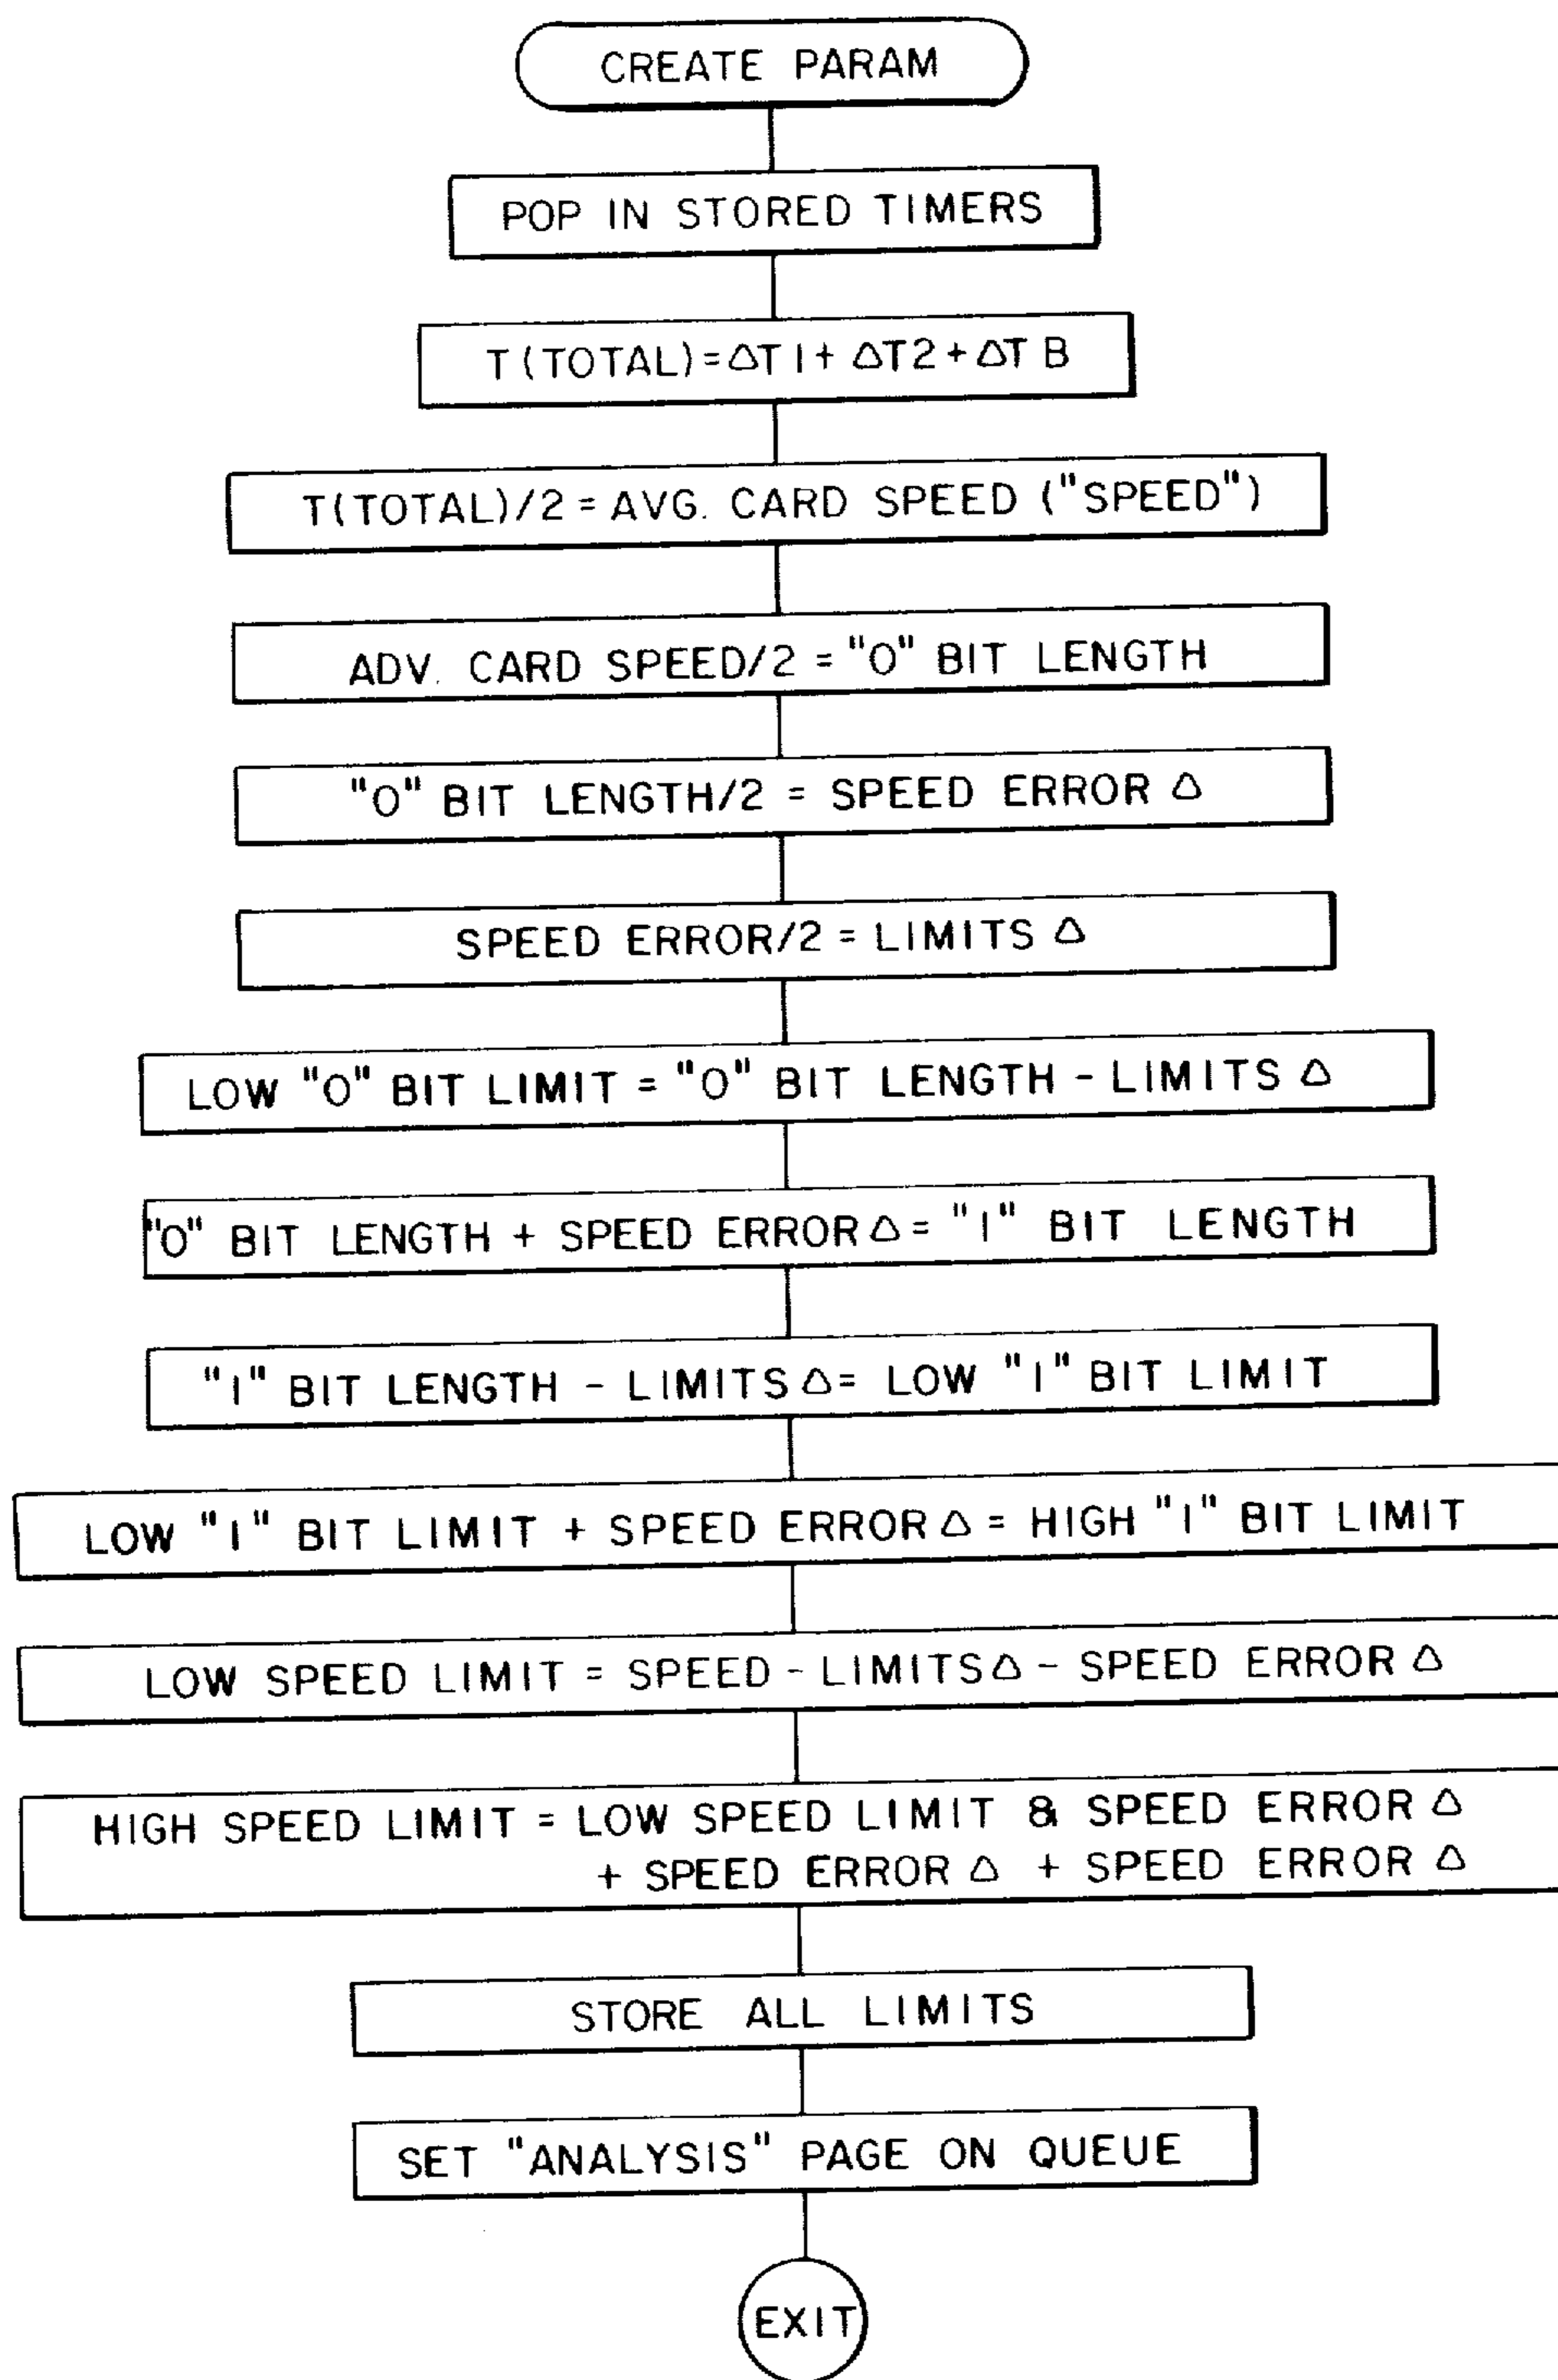 CREATE PARAM
POP IN STORED TIMERS
T(TOTAL)=△T1+ △T2+△T B
T(TOTAL)/2 = AVG. CARD SPEED ("SPEED")
ADV. CARD SPEED/2 = "0" BIT LENGTH
"0" BIT LENGTH/2 = SPEED ERROR △
SPEED ERROR/2 = LIMITS △
LOW "0" BIT LIMIT = "0" BIT LENGTH - LIMITS △
"0" BIT LENGTH + SPEED ERROR △ = "1" BIT LENGTH
"1" BIT LENGTH - LIMITS △ = LOW "1" BIT LIMIT
LOW "1" BIT LIMIT + SPEED ERROR △ = HIGH "1" BIT LIMIT
LOW SPEED LIMIT = SPEED - LIMITS △ - SPEED ERROR △
HIGH SPEED LIMIT = LOW SPEED LIMIT & SPEED ERROR △
+ SPEED ERROR △ + SPEED ERROR △
STORE ALL LIMITS
SET "ANALYSIS" PAGE ON QUEUE
EXIT